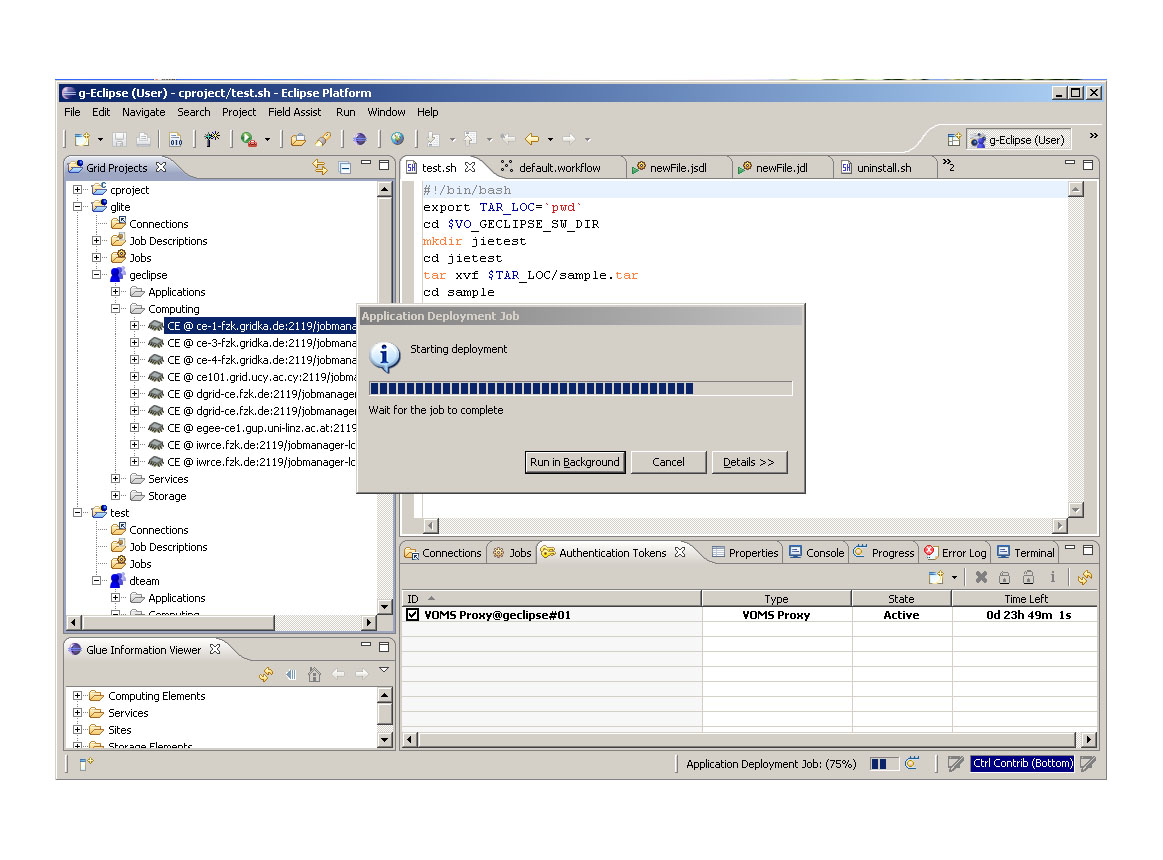 g-Eclipse (User) - cproject/test.sh - Eclipse Platform
File Edit Navigate Search Project Field Assist Run Window Help
010
g-Eclipse (User) »
Grid Projects
cproject
glite
Connections
Job Descriptions
Jobs
geclipse
Applications
Computing
CE @ ce-1-fzk.gridka.de:2119/jobmana
CE @ ce-3-fzk.gridka.de:2119/jobmana
CE @ ce-4-fzk.gridka.de:2119/jobmana
CE @ ce101.grid.ucy.ac.cy:2119/jobma
CE @ dgrid-ce.fzk.de:2119/jobmanager
CE @ dgrid-ce.fzk.de:2119/jobmanager
CE @ egee-ce1.gup.uni-linz.ac.at:2119
CE @ iwrce.fzk.de:2119/jobmanager-lc
CE @ iwrce.fzk.de:2119/jobmanager-lc
Services
Storage
test
Connections
Job Descriptions
Jobs
dteam
Applications
Computing
test.sh default.workflow newFile.jsdl newFile.jdl uninstall.sh »2
#!/bin/bash
export TAR_LOC=`pwd`
cd $VO_GECLIPSE_SW_DIR
mkdir jietest
cd jietest
tar xvf $TAR_LOC/sample.tar
cd sample
Application Deployment Job
Starting deployment
Wait for the job to complete
Run in Background Cancel Details >>
Glue Information Viewer
Computing Elements
Services
Sites
Storage Elements
Connections Jobs Authentication Tokens Properties Console Progress Error Log Terminal
ID Type State Time Left
VOMS Proxy@geclipse#01 VOMS Proxy Active 0d 23h 49m 1s
Application Deployment Job: (75%) Ctrl Contrib (Bottom)